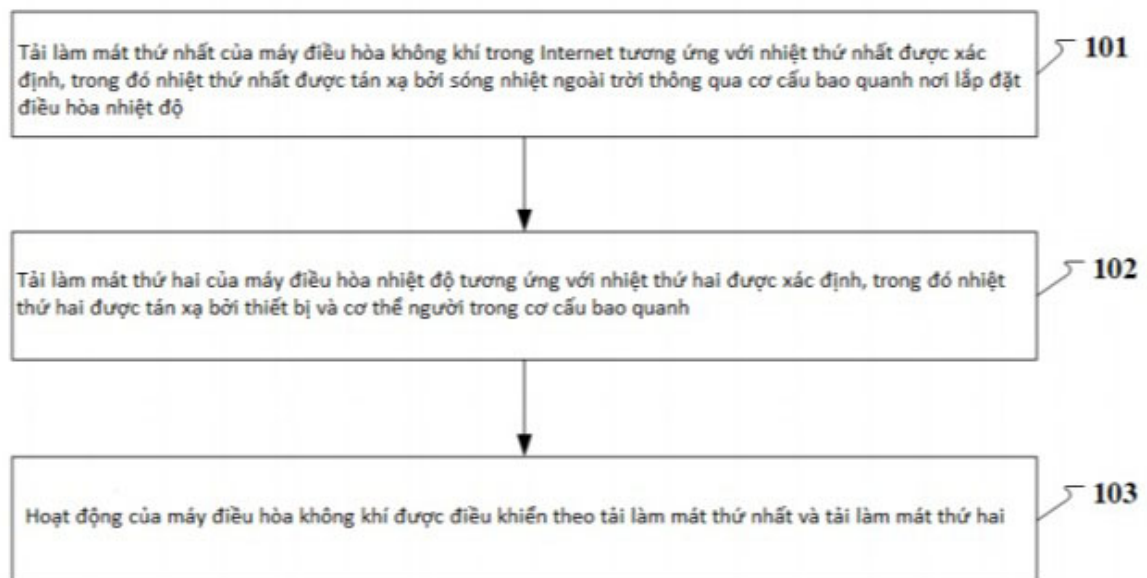 Tải làm mát thứ nhất của máy điều hòa không khí trong Internet tương ứng với nhiệt thứ nhất được xác
định, trong đó nhiệt thứ nhất được tán xạ bởi sóng nhiệt ngoài trời thông qua cơ cấu bao quanh nơi lắp đặt
điều hòa nhiệt độ
101
Tải làm mát thứ hai của máy điều hòa nhiệt độ tương ứng với nhiệt thứ hai được xác định, trong đó nhiệt
thứ hai được tán xạ bởi thiết bị và cơ thể người trong cơ cấu bao quanh
102
Hoạt động của máy điều hòa không khí được điều khiển theo tải làm mát thứ nhất và tải làm mát thứ hai
103